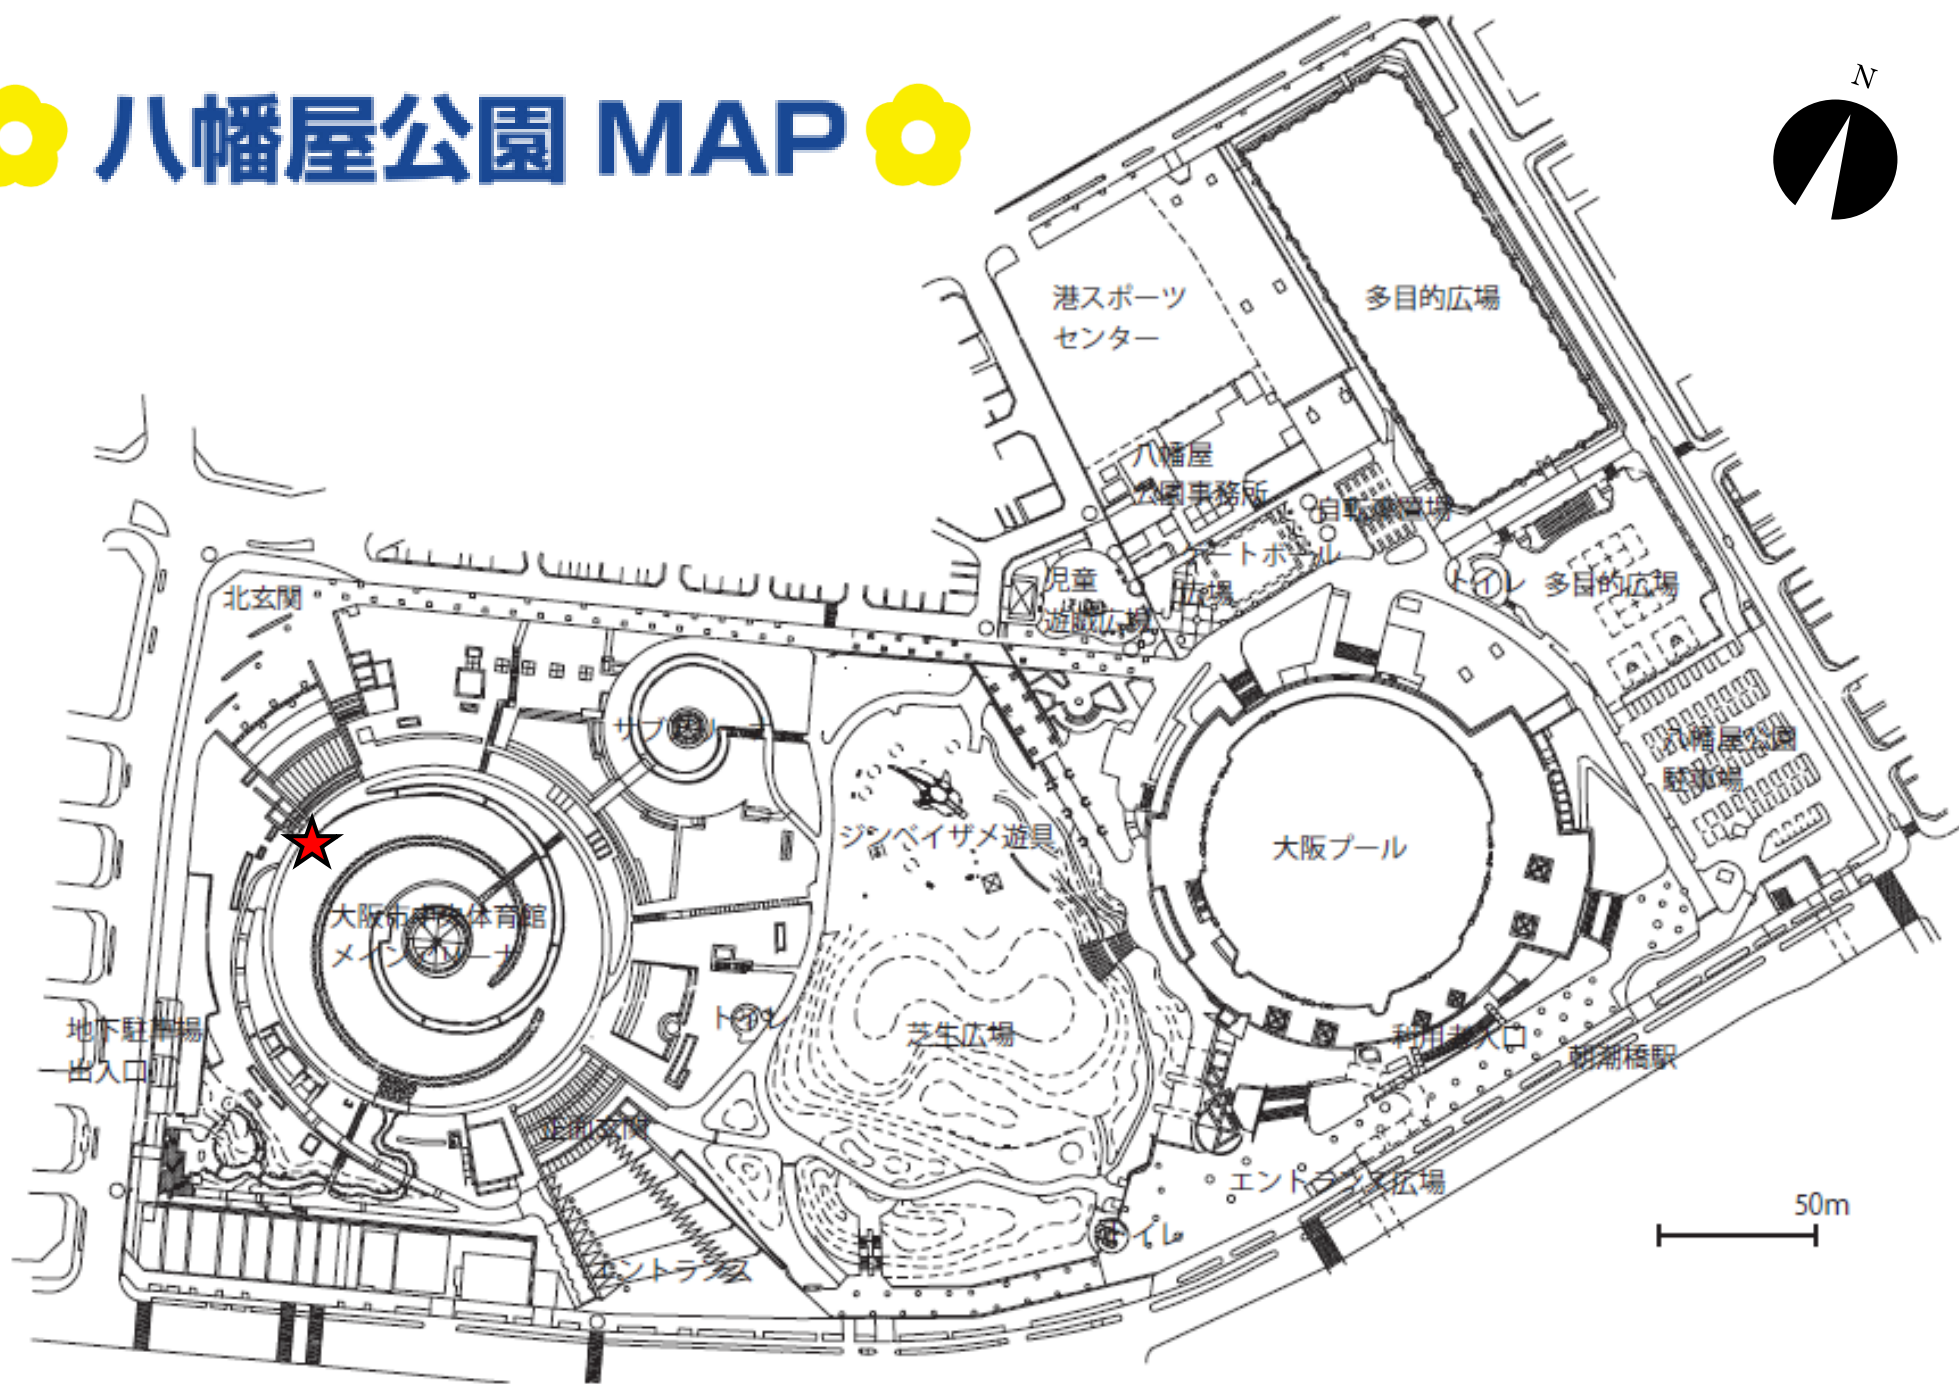 八幡屋公園 MAP
N
港スポーツ
センター
多目的広場
八幡屋
公園事務所
自転車置場
ゲートボール
広場
児童
遊戯広場
トイレ
多目的広場
北玄関
サブアリーナ
八幡屋公園
駐車場
ジンベイザメ遊具
大阪プール
大阪市中央体育館
メインアリーナ
地下駐車場
出入口
トイレ
芝生広場
利用者入口
朝潮橋駅
正面玄関
エントランス広場
トイレ
エントランス
50m